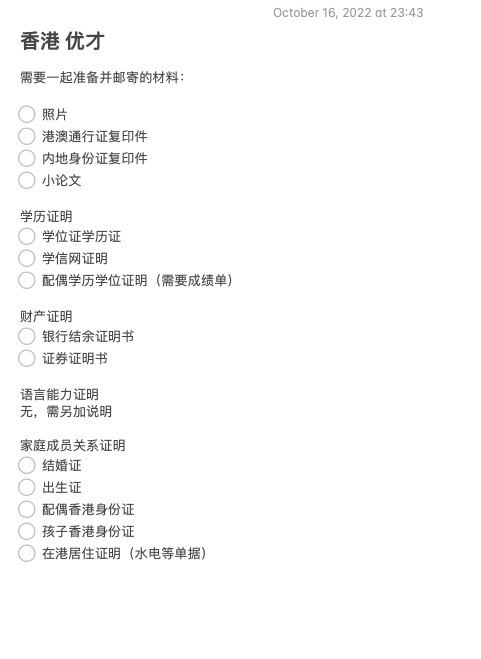 October 16, 2022 at 23:43
香港 优才
需要一起准备并邮寄的材料：
照片
港澳通行证复印件
内地身份证复印件
小论文
学历证明
学位证学历证
学信网证明
配偶学历学位证明（需要成绩单）
财产证明
银行结余证明书
证券证明书
语言能力证明
无，需另加说明
家庭成员关系证明
结婚证
出生证
配偶香港身份证
孩子香港身份证
在港居住证明（水电等单据）